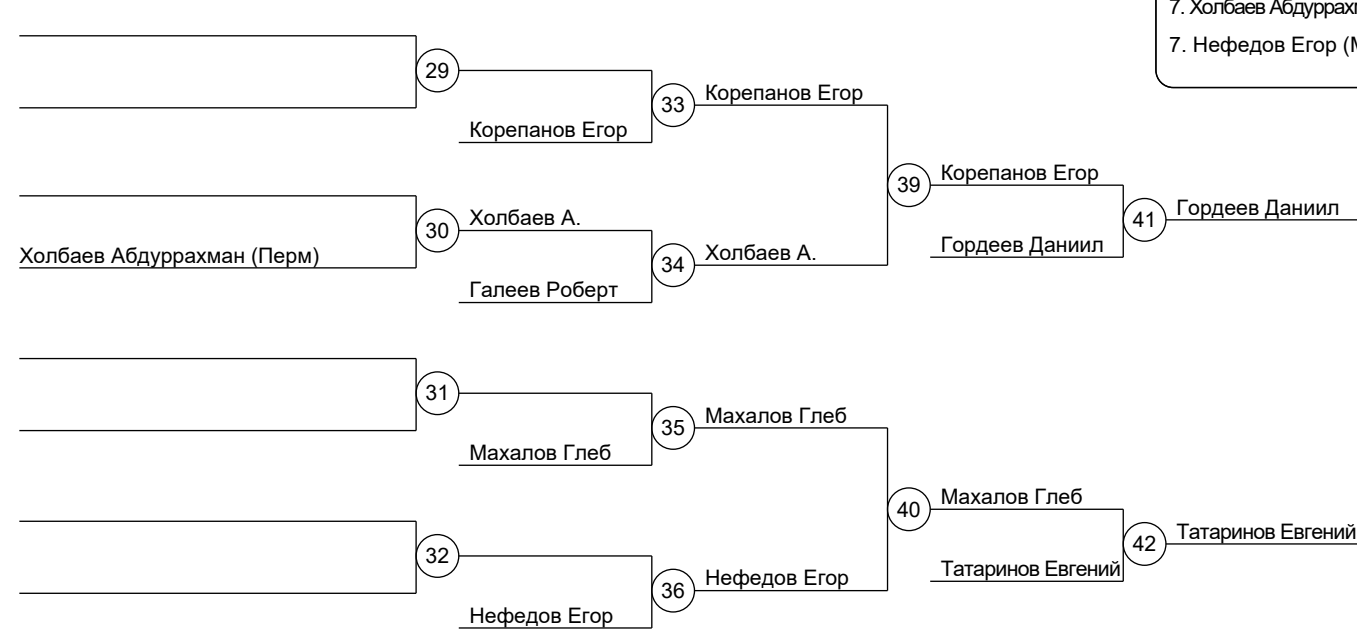 7. Холбаев Абдуррахм
7. Нефедов Егор (М
29
33
Корепанов Егор
Корепанов Егор
39
Корепанов Егор
41
Гордеев Даниил
Гордеев Даниил
30
Холбаев А.
Холбаев Абдуррахман (Перм)
34
Холбаев А.
Галеев Роберт
31
35
Махалов Глеб
Махалов Глеб
40
Махалов Глеб
42
Татаринов Евгений
Татаринов Евгений
32
36
Нефедов Егор
Нефедов Егор